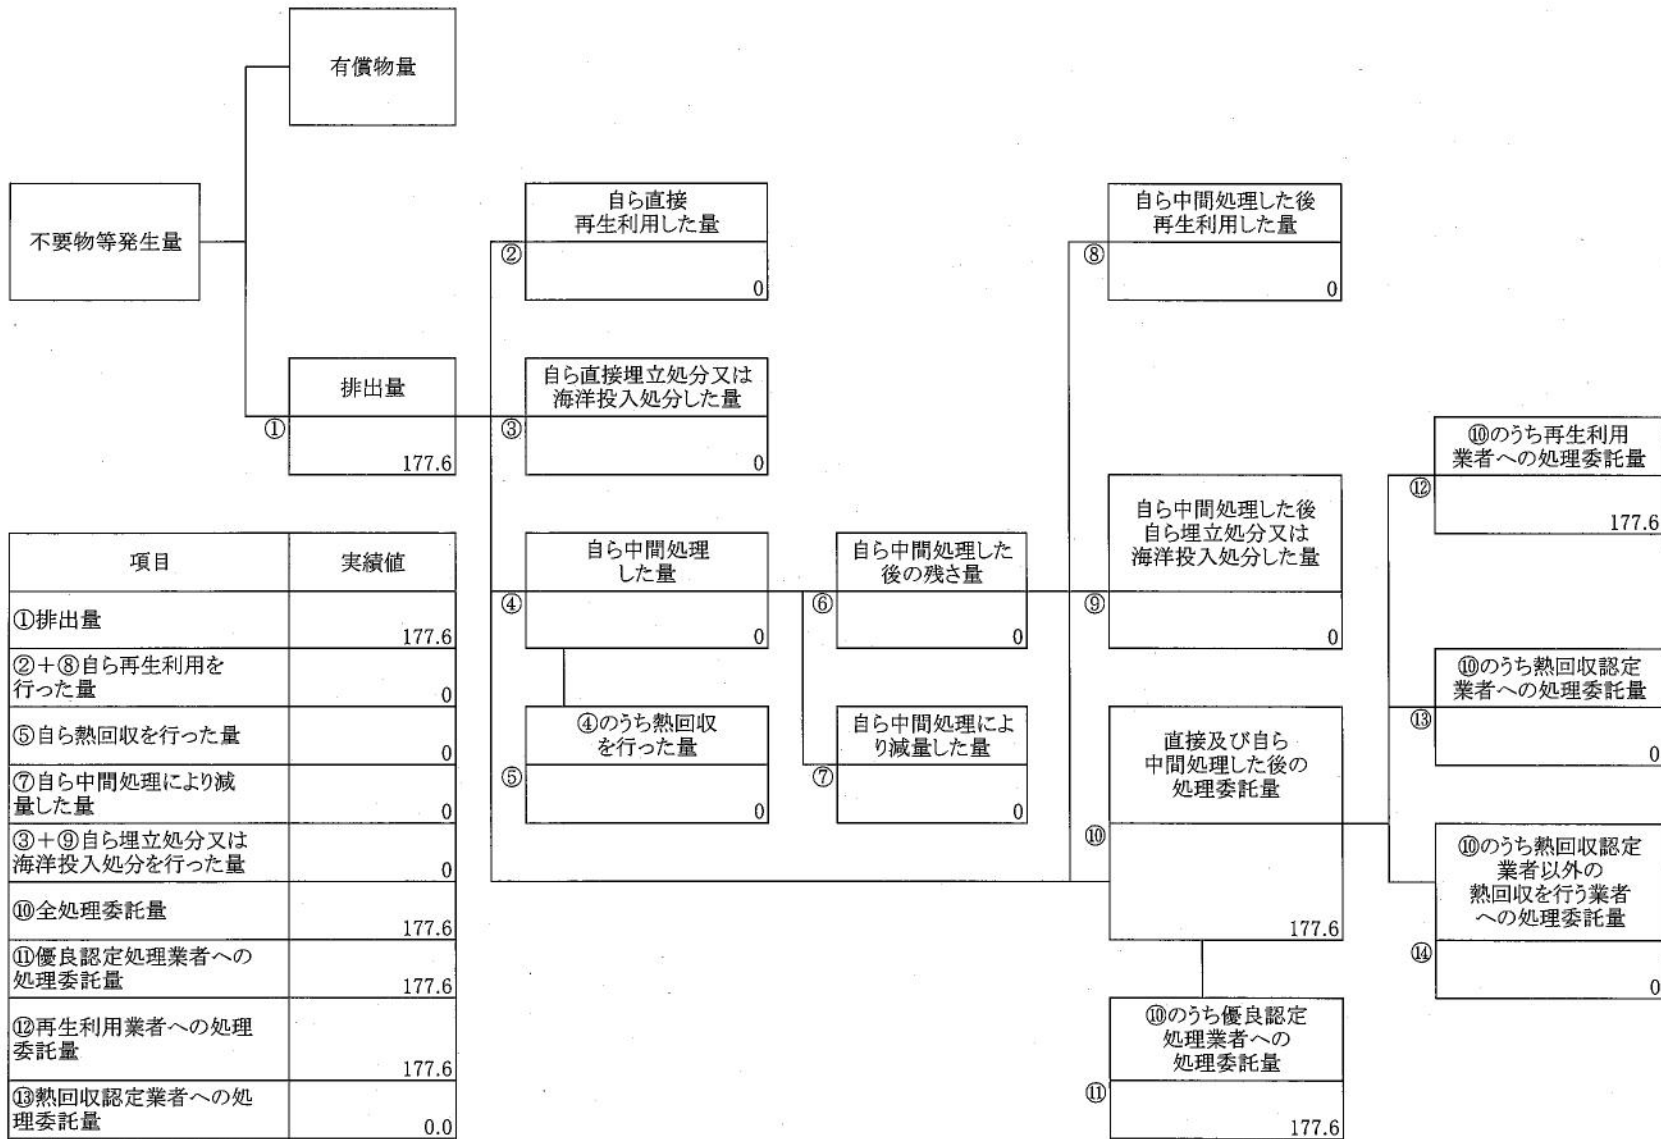 有償物量
不要物等発生量
自ら直接
再生利用した量
②
0
自ら中間処理した後
再生利用した量
⑧
0
排出量
①
177.6
自ら直接埋立処分又は
海洋投入処分した量
③
0
⑩のうち再生利用
業者への処理委託量
⑫
177.6
自ら中間処理
した量
④
0
自ら中間処理した
後の残さ量
⑥
0
自ら中間処理した後
自ら埋立処分又は
海洋投入処分した量
⑨
0
⑩のうち熱回収認定
業者への処理委託量
⑬
0
④のうち熱回収
を行った量
⑤
0
自ら中間処理によ
り減量した量
⑦
0
直接及び自ら
中間処理した後の
処理委託量
⑩
177.6
⑩のうち熱回収認定
業者以外の
熱回収を行う業者
への処理委託量
⑭
0
⑩のうち優良認定
処理業者への
処理委託量
⑪
177.6
項目 実績値
①排出量
177.6
②+⑧自ら再生利用を
行った量
0
⑤自ら熱回収を行った量
0
⑦自ら中間処理により減
量した量
0
③+⑨自ら埋立処分又は
海洋投入処分を行った量
0
⑩全処理委託量
177.6
⑪優良認定処理業者への
処理委託量
177.6
⑫再生利用業者への処理
委託量
177.6
⑬熱回収認定業者への処
理委託量
0.0